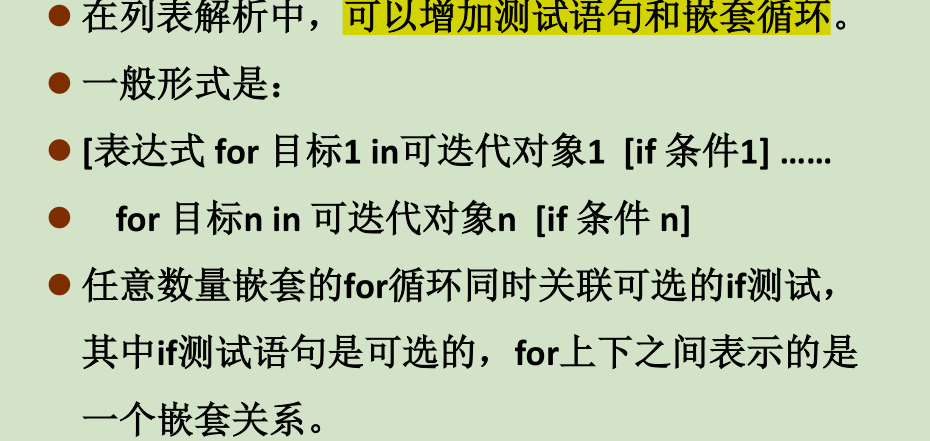 ● 在列表解析中，可以增加测试语句和嵌套循环。
● 一般形式是：
● [表达式 for 目标1 in可迭代对象1 [if 条件1] ……
● for 目标n in 可迭代对象n [if 条件 n]
● 任意数量嵌套的for循环同时关联可选的if测试，
其中if测试语句是可选的，for上下之间表示的是
一个嵌套关系。